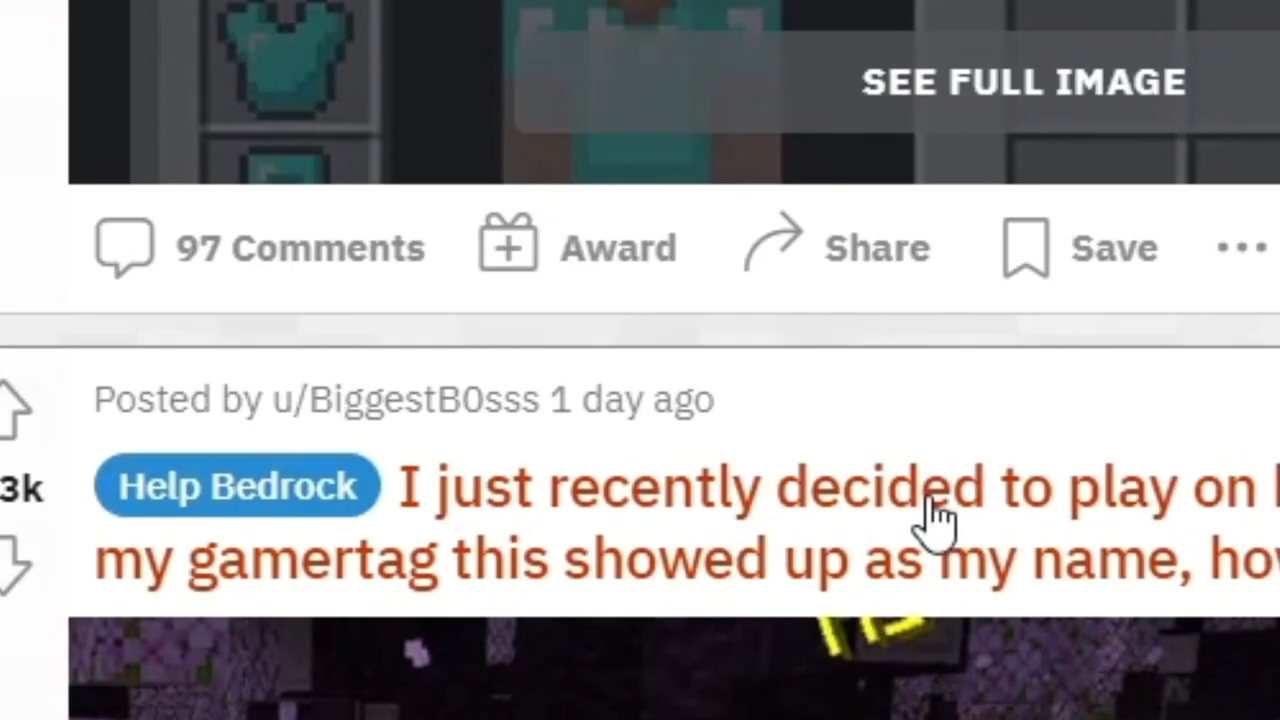 SEE FULL IMAGE
97 Comments Award Share Save
Posted by u/BiggestB0sss 1 day ago
3k
Help Bedrock I just recently decided to play on
my gamertag this showed up as my name,